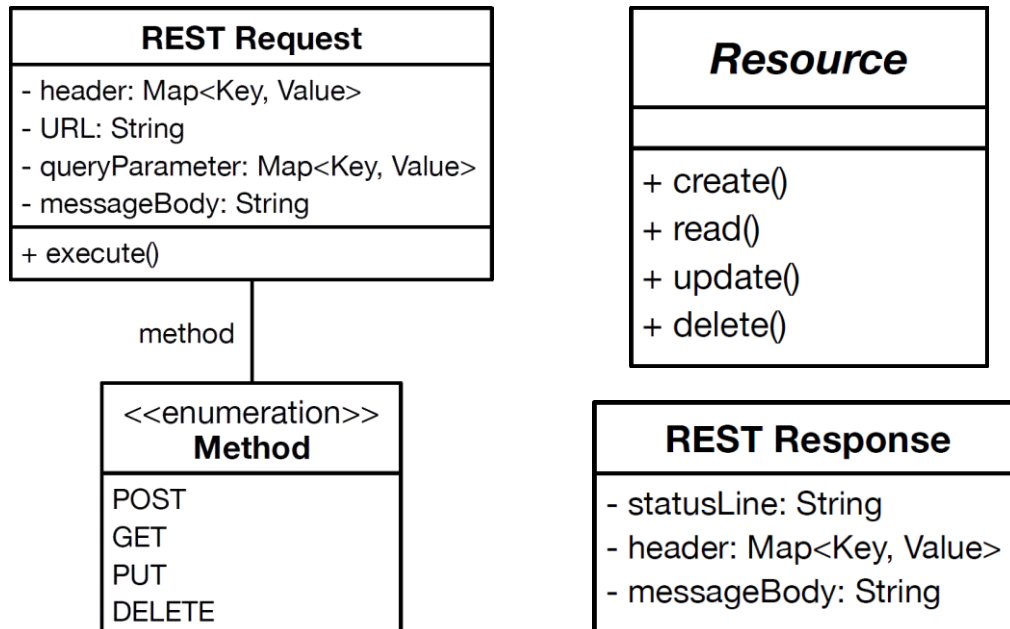 REST Request
- header: Map<Key, Value>
- URL: String
- queryParameter: Map<Key, Value>
- messageBody: String
+ execute()
method
<<enumeration>>
Method
POST
GET
PUT
DELETE
Resource
+ create()
+ read()
+ update()
+ delete()
REST Response
- statusLine: String
- header: Map<Key, Value>
- messageBody: String